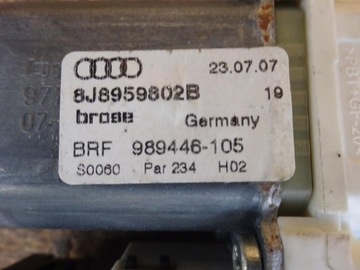 23.07.07
8J8959802B 19
brose Germany
BRF 989446-105
S0060 Par 234 H02